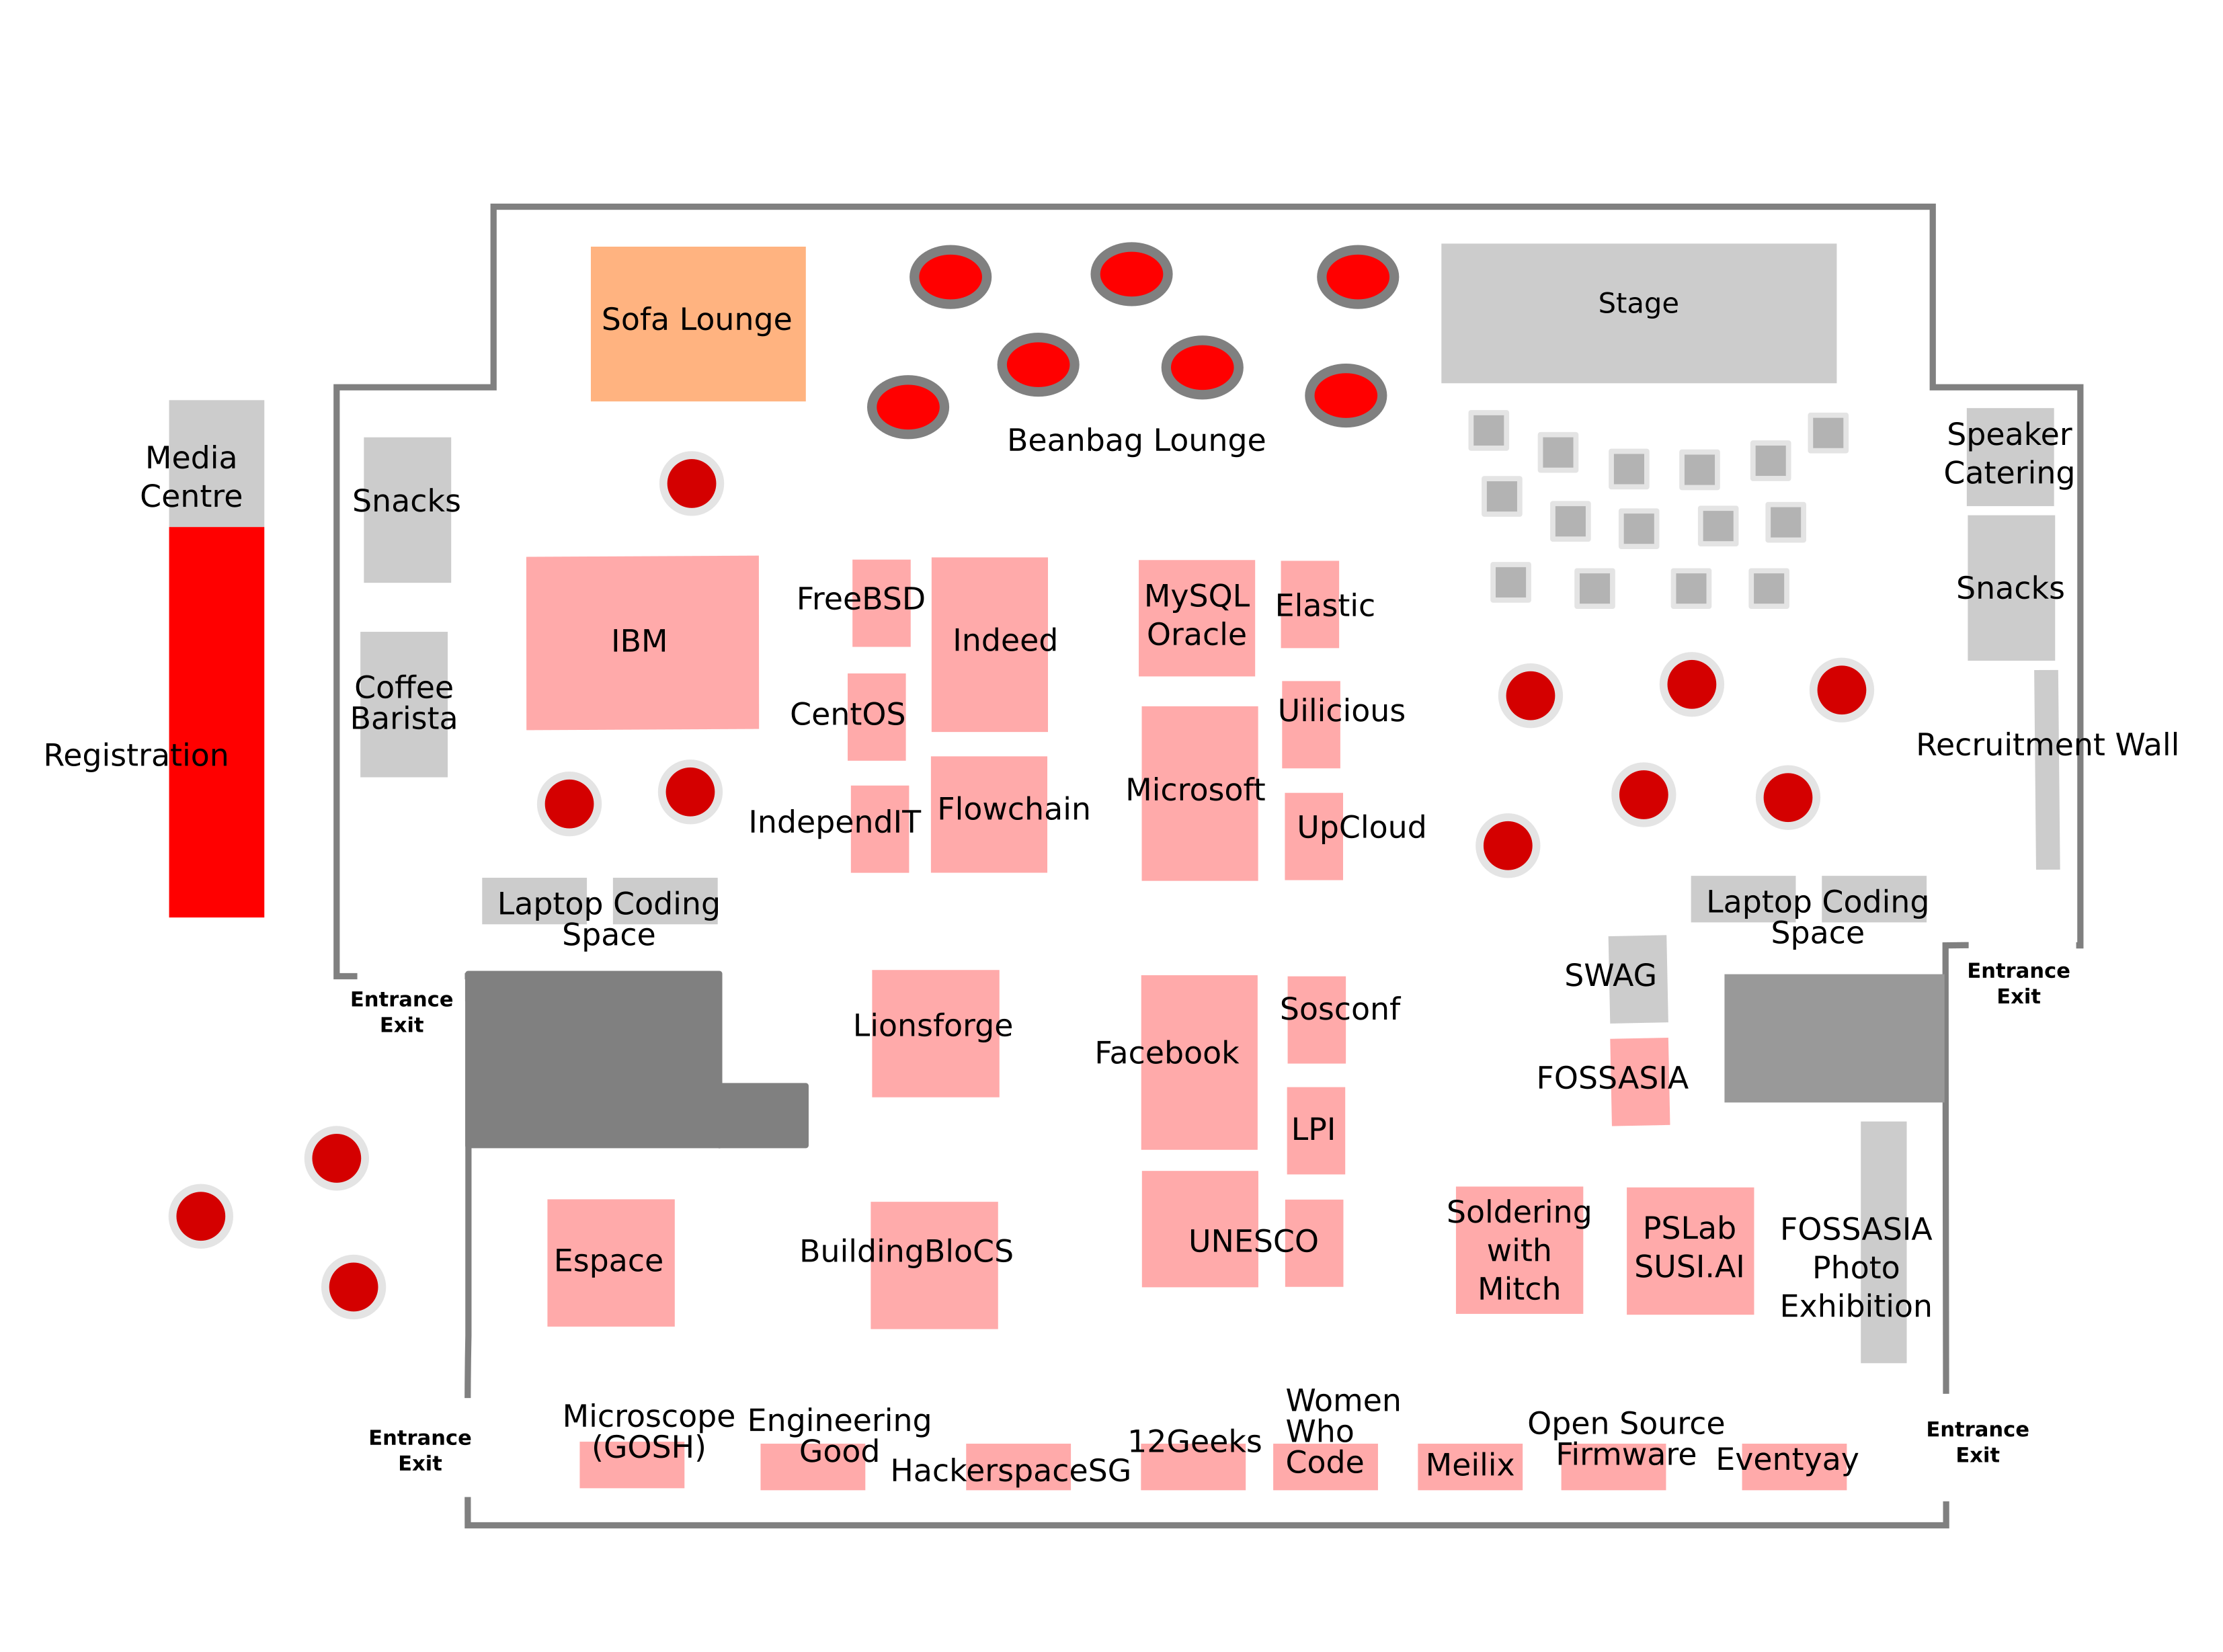 Sofa Lounge
Stage
Beanbag Lounge
Media
Centre
Snacks
Speaker
Catering
Snacks
Registration
Coffee
Barista
IBM
FreeBSD
Indeed
CentOS
IndependIT
Flowchain
MySQL
Oracle
Elastic
Uilicious
Microsoft
UpCloud
Recruitment Wall
Laptop Coding
Space
Laptop Coding
Space
Entrance
Exit
Entrance
Exit
SWAG
Lionsforge
Facebook
Sosconf
FOSSASIA
LPI
Espace
BuildingBloCS
UNESCO
Soldering
with
Mitch
PSLab
SUSI.AI
FOSSASIA
Photo
Exhibition
Entrance
Exit
Microscope
(GOSH)
Engineering
Good
HackerspaceSG
12Geeks
Women
Who
Code
Meilix
Open Source
Firmware
Eventyay
Entrance
Exit